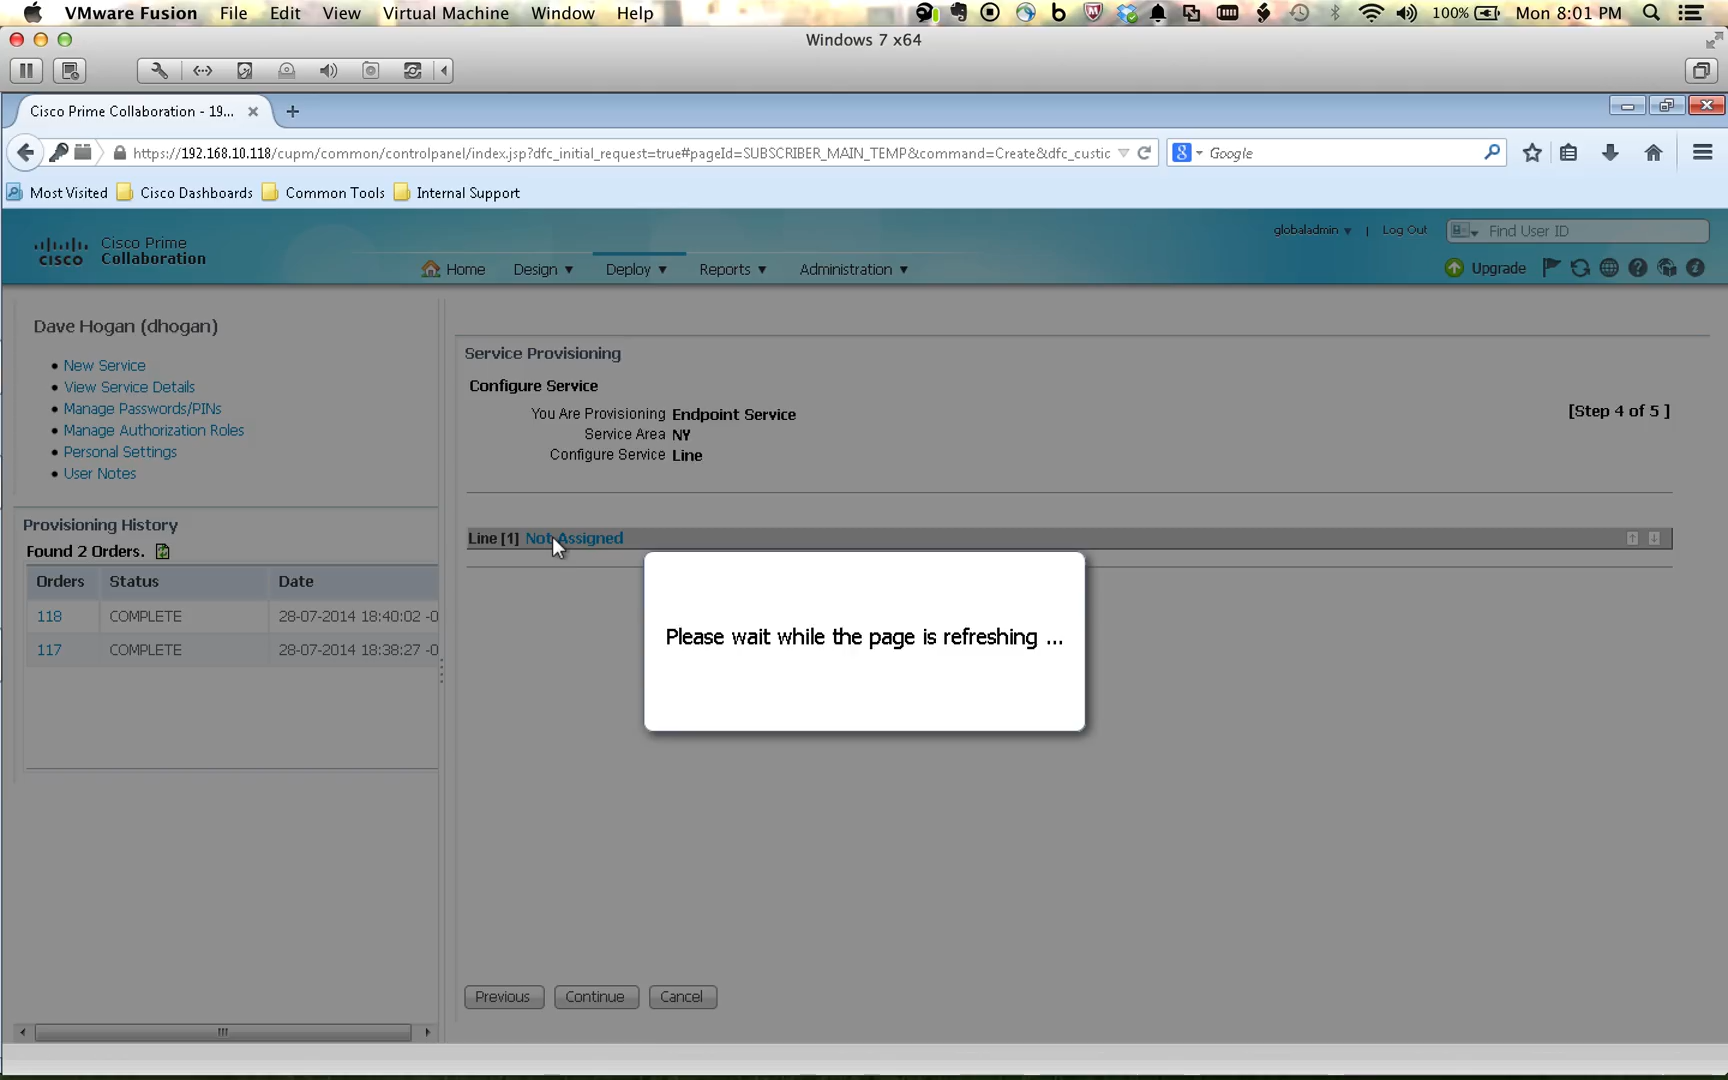 VMware Fusion File Edit View Virtual Machine Window Help 100% Mon 8:01 PM
Windows 7 x64
Cisco Prime Collaboration - 19...
https://192.168.10.118/cupm/common/controlpanel/index.jsp?dfc_initial_request=true#pageId=SUBSCRIBER_MAIN_TEMP&command=Create&dfc_custic Google
Most Visited Cisco Dashboards Common Tools Internal Support
globaladmin | Log Out Find User ID
CISCO Cisco Prime
Collaboration
Home Design Deploy Reports Administration Upgrade
Dave Hogan (dhogan)
New Service
View Service Details
Manage Passwords/PINs
Manage Authorization Roles
Personal Settings
User Notes
Provisioning History
Found 2 Orders.
Orders Status Date
118 COMPLETE 28-07-2014 18:40:02 -0
117 COMPLETE 28-07-2014 18:38:27 -0
Service Provisioning
Configure Service
You Are Provisioning Endpoint Service [Step 4 of 5 ]
Service Area NY
Configure Service Line
Line [1] Not Assigned
Please wait while the page is refreshing ...
Previous Continue Cancel